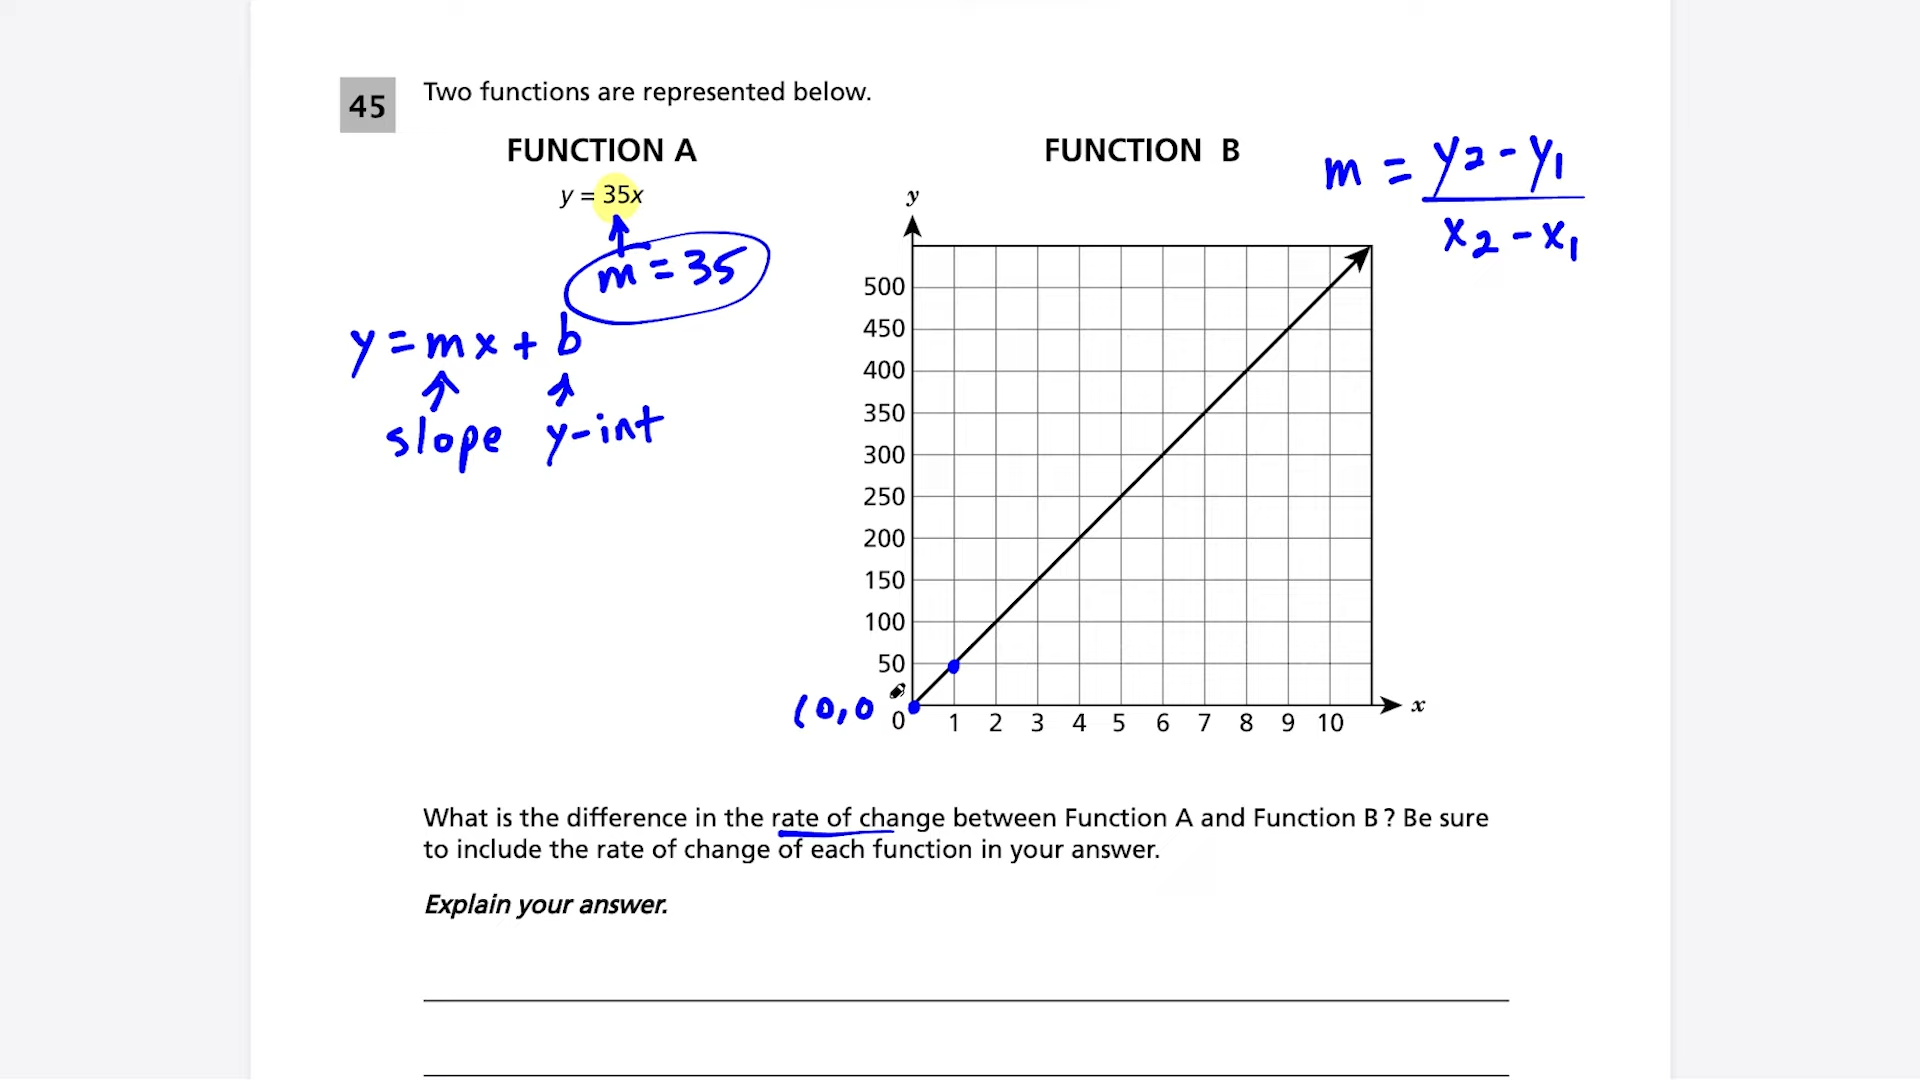 45
Two functions are represented below.
FUNCTION A
y = 35x
m = 35
y = mx + b
slope y-int
FUNCTION B
m = y2 - y1
x2 - x1
y
500
450
400
350
300
250
200
150
100
50
(0,0
0 1 2 3 4 5 6 7 8 9 10 x
What is the difference in the rate of change between Function A and Function B? Be sure
to include the rate of change of each function in your answer.
Explain your answer.